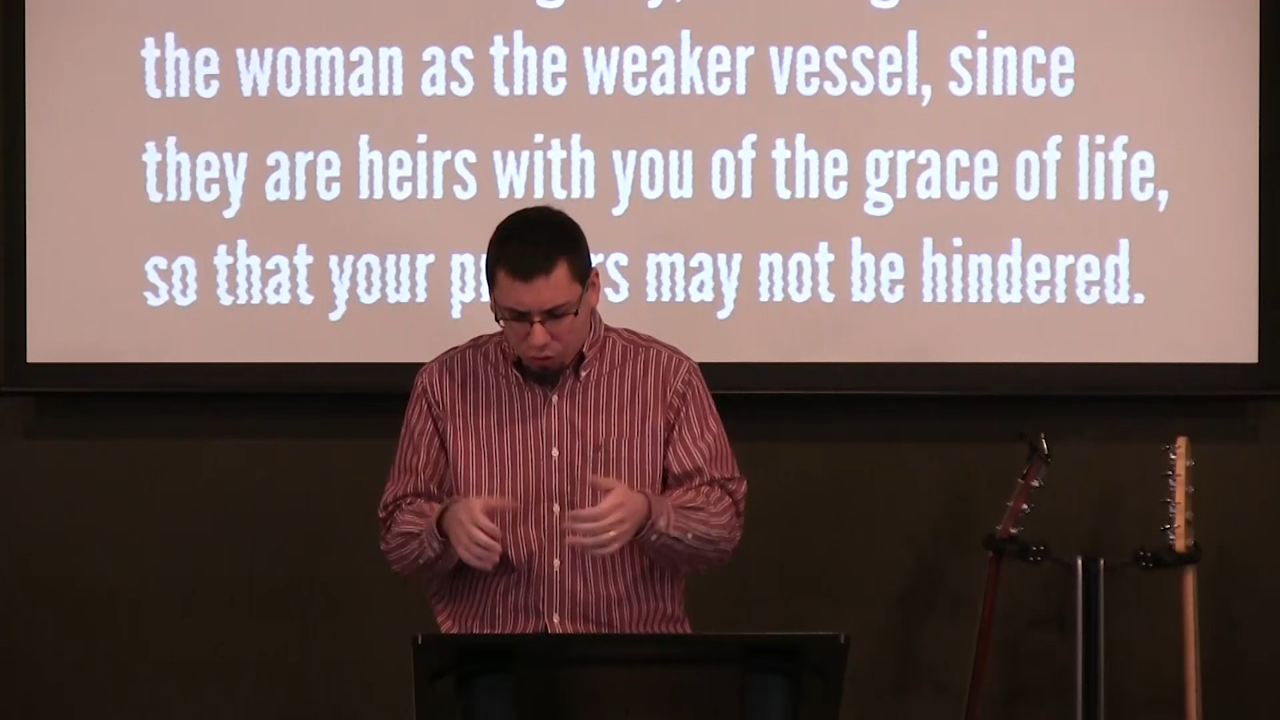 the woman as the weaker vessel, since
they are heirs with you of the grace of life,
so that your may not be hindered.